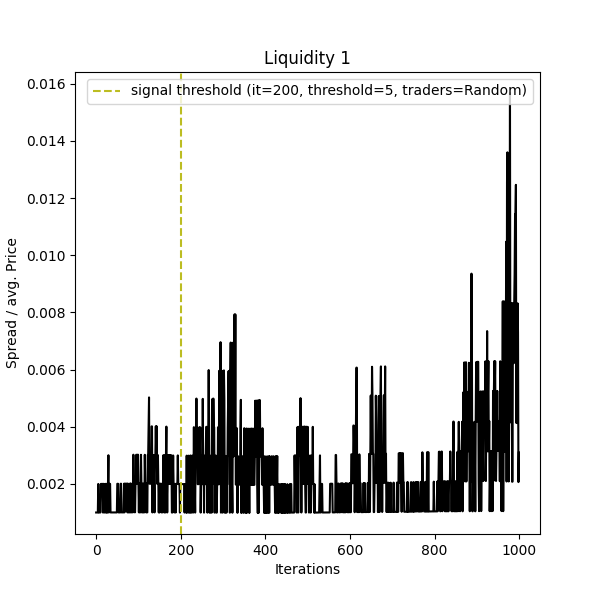 Liquidity 1
signal threshold (it=200, threshold=5, traders=Random)
0.016
0.014
0.012
0.010
0.008
0.006
0.004
0.002
Spread / avg. Price
0 200 400 600 800 1000
Iterations